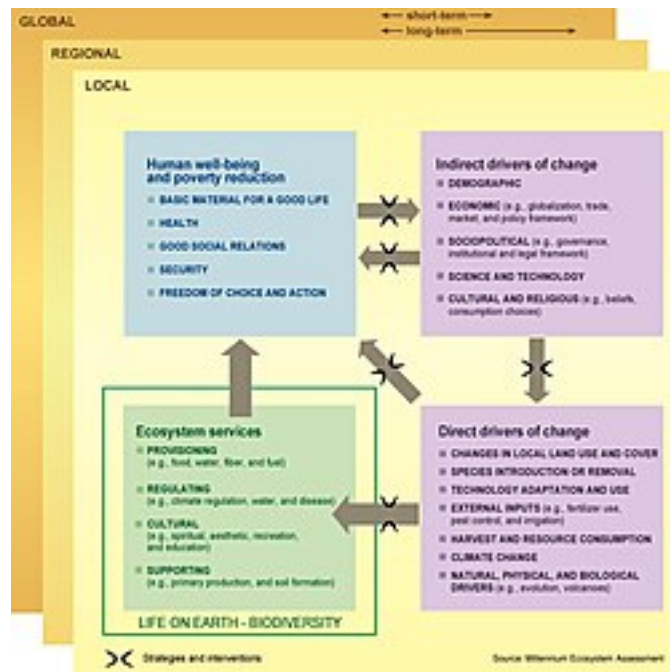 GLOBAL
short-term
long-term
REGIONAL
LOCAL
Human well-being
and poverty reduction
BASIC MATERIAL FOR A GOOD LIFE
HEALTH
GOOD SOCIAL RELATIONS
SECURITY
FREEDOM OF CHOICE AND ACTION
Indirect drivers of change
DEMOGRAPHIC
ECONOMIC (e.g., globalization, trade,
market, and policy framework)
SOCIOPOLITICAL (e.g., governance,
institutional and legal framework)
SCIENCE AND TECHNOLOGY
CULTURAL AND RELIGIOUS (e.g., beliefs,
consumption choices)
Ecosystem services
PROVISIONING
(e.g., food, water, fiber, and fuel)
REGULATING
(e.g., climate regulation, water, and disease)
CULTURAL
(e.g., spiritual, aesthetic, recreation,
and education)
SUPPORTING
(e.g., primary production, and soil formation)
LIFE ON EARTH - BIODIVERSITY
Direct drivers of change
CHANGES IN LOCAL LAND USE AND COVER
SPECIES INTRODUCTION OR REMOVAL
TECHNOLOGY ADAPTATION AND USE
EXTERNAL INPUTS (e.g., fertilizer use,
pest control, and irrigation)
HARVEST AND RESOURCE CONSUMPTION
CLIMATE CHANGE
NATURAL, PHYSICAL, AND BIOLOGICAL
DRIVERS (e.g., evolution, volcanoes)
Strategies and interventions
Source: Millennium Ecosystem Assessment